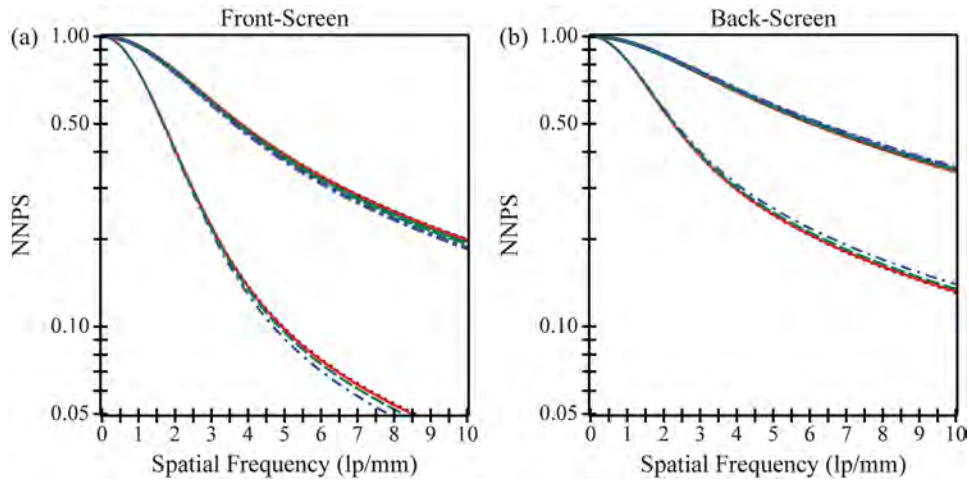 Front-Screen
(a)
1.00
0.50
0.10
0.05
NNPS
0 1 2 3 4 5 6 7 8 9 10
Spatial Frequency (lp/mm)
Back-Screen
(b)
1.00
0.50
0.10
0.05
NNPS
0 1 2 3 4 5 6 7 8 9 10
Spatial Frequency (lp/mm)